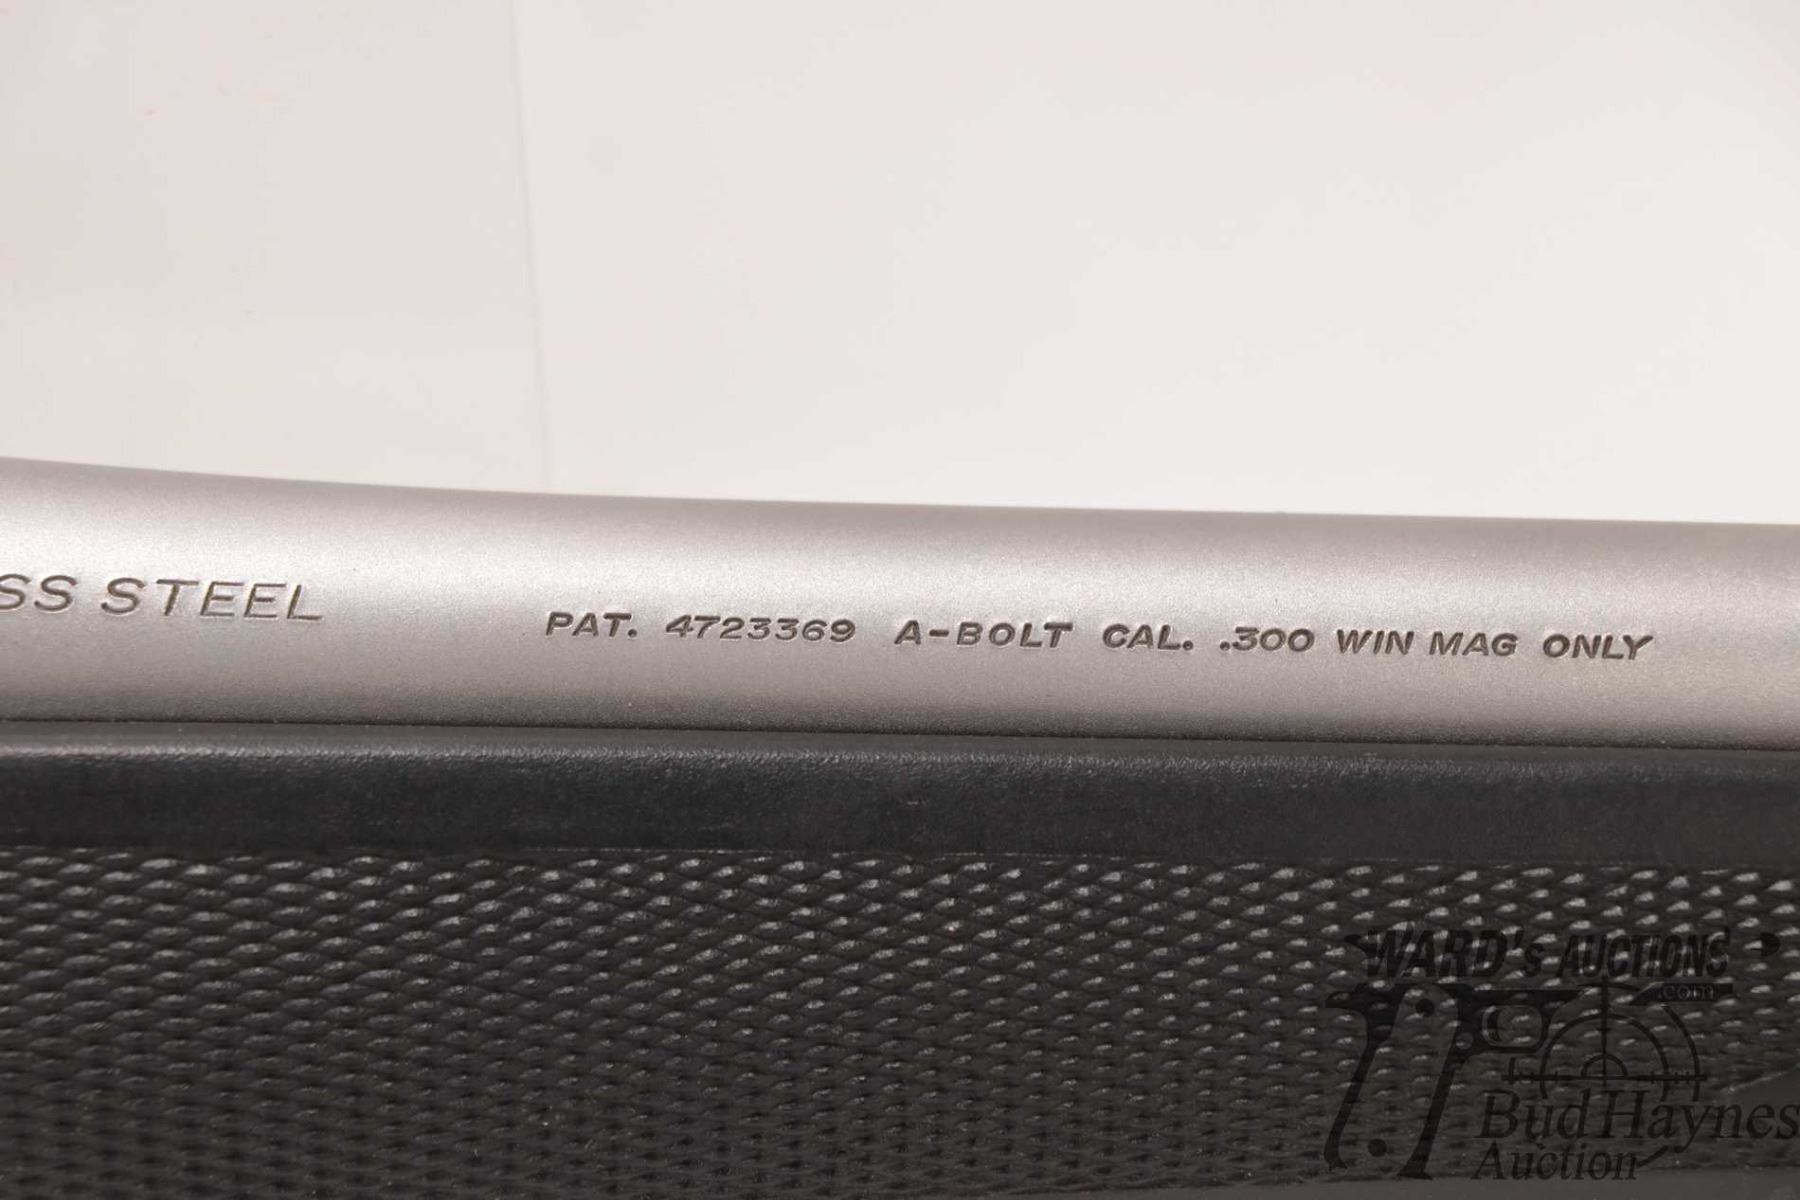 SS STEEL
PAT. 4723369 A-BOLT CAL. .300 WIN MAG ONLY
WARD's AUCTIONS
.com
Bud Haynes
Auction